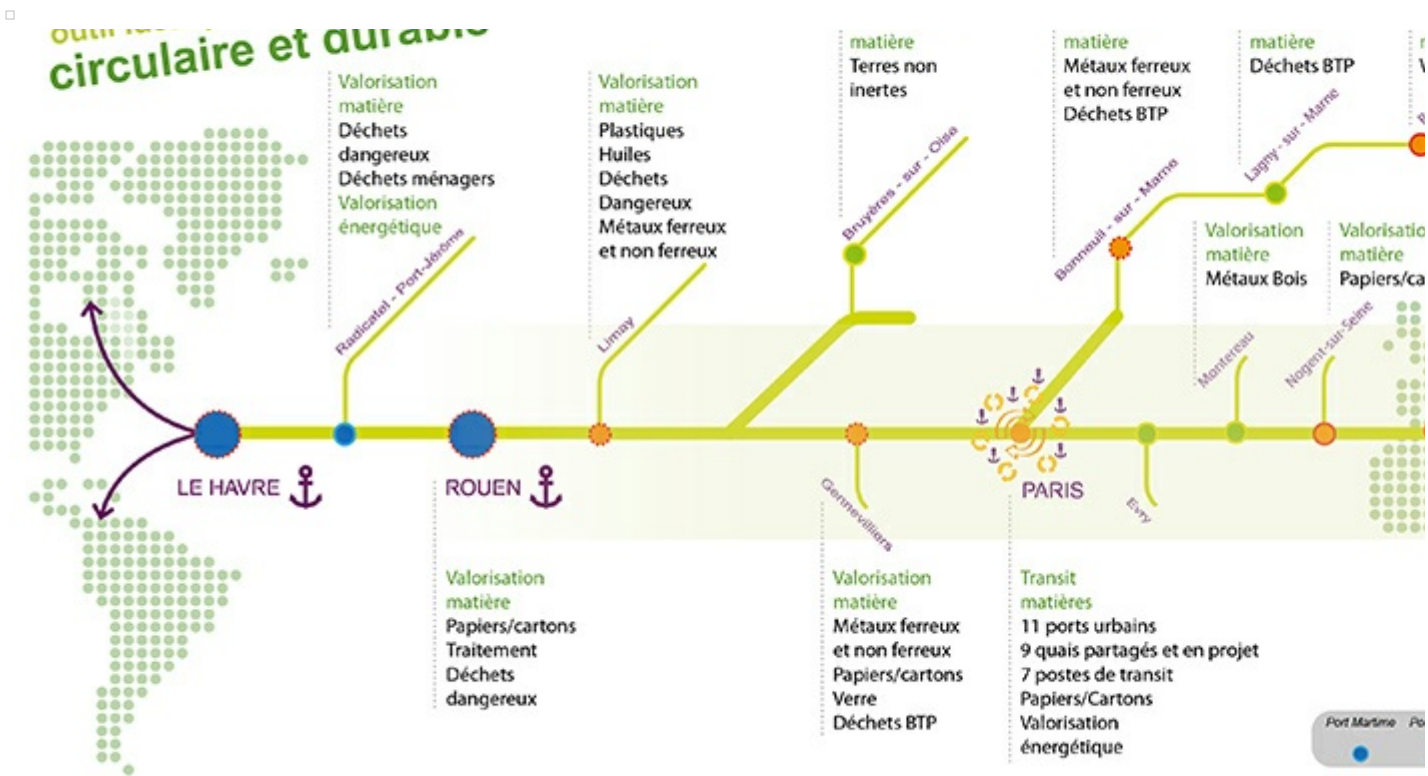 circulaire et durable
Valorisation
matière
Déchets
dangereux
Déchets ménagers
Valorisation
énergétique
Radicatel - Port-Jérôme
Valorisation
matière
Plastiques
Huiles
Déchets
Dangereux
Métaux ferreux
et non ferreux
Limay
matière
Terres non
inertes
Bruyères - sur - Oise
matière
Métaux ferreux
et non ferreux
Déchets BTP
Bonneuil - sur - Marne
matière
Déchets BTP
Lagny - sur - Marne
Valorisation
matière
Métaux Bois
Montereau
matière
Nogent-sur-Seine
LE HAVRE
ROUEN
Gennevilliers
PARIS
Evry
Valorisation
matière
Papiers/cartons
Traitement
Déchets
dangereux
Valorisation
matière
Métaux ferreux
et non ferreux
Papiers/cartons
Verre
Déchets BTP
Transit
matières
11 ports urbains
9 quais partagés et en projet
7 postes de transit
Papiers/Cartons
Valorisation
énergétique
Port Martime